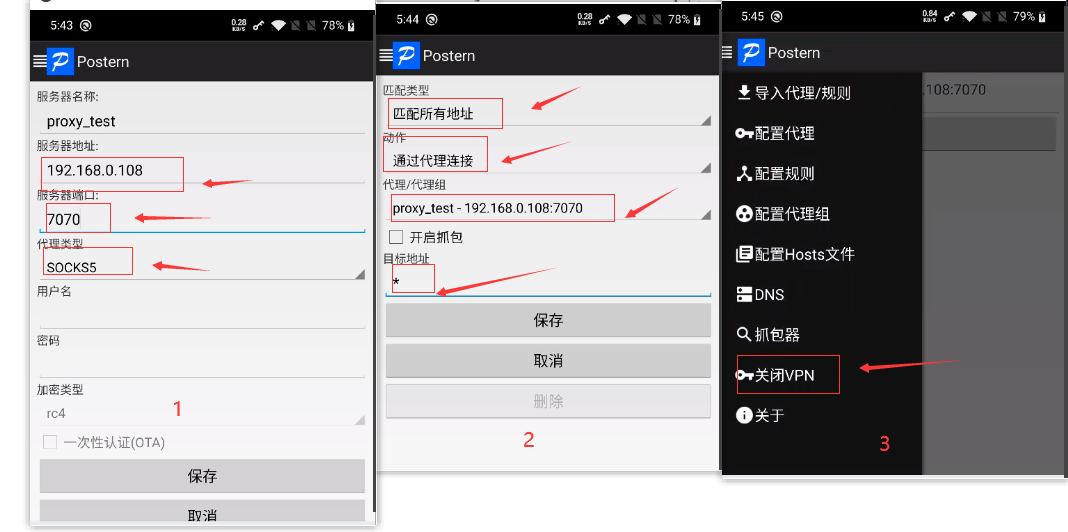 5:43
0.28
KB/S
78%
Postern
服务器名称:
proxy_test
服务器地址:
192.168.0.108
服务器端口:
7070
代理类型
SOCKS5
用户名
密码
加密类型
rc4
1
一次性认证(OTA)
保存
取消
5:44
0.28
KB/S
78%
Postern
匹配类型
匹配所有地址
动作
通过代理连接
代理/代理组
proxy_test - 192.168.0.108:7070
开启抓包
目标地址
*
保存
取消
删除
2
5:45
0.84
KB/S
79%
Postern
.108:7070
导入代理/规则
配置代理
配置规则
配置代理组
配置Hosts文件
DNS
抓包器
关闭VPN
关于
3